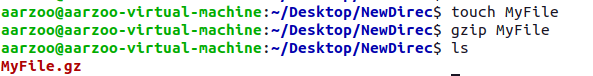 aarzoo@aarzoo-virtual-machine:~/Desktop/NewDirec$ touch MyFile
aarzoo@aarzoo-virtual-machine:~/Desktop/NewDirec$ gzip MyFile
aarzoo@aarzoo-virtual-machine:~/Desktop/NewDirec$ ls
MyFile.gz